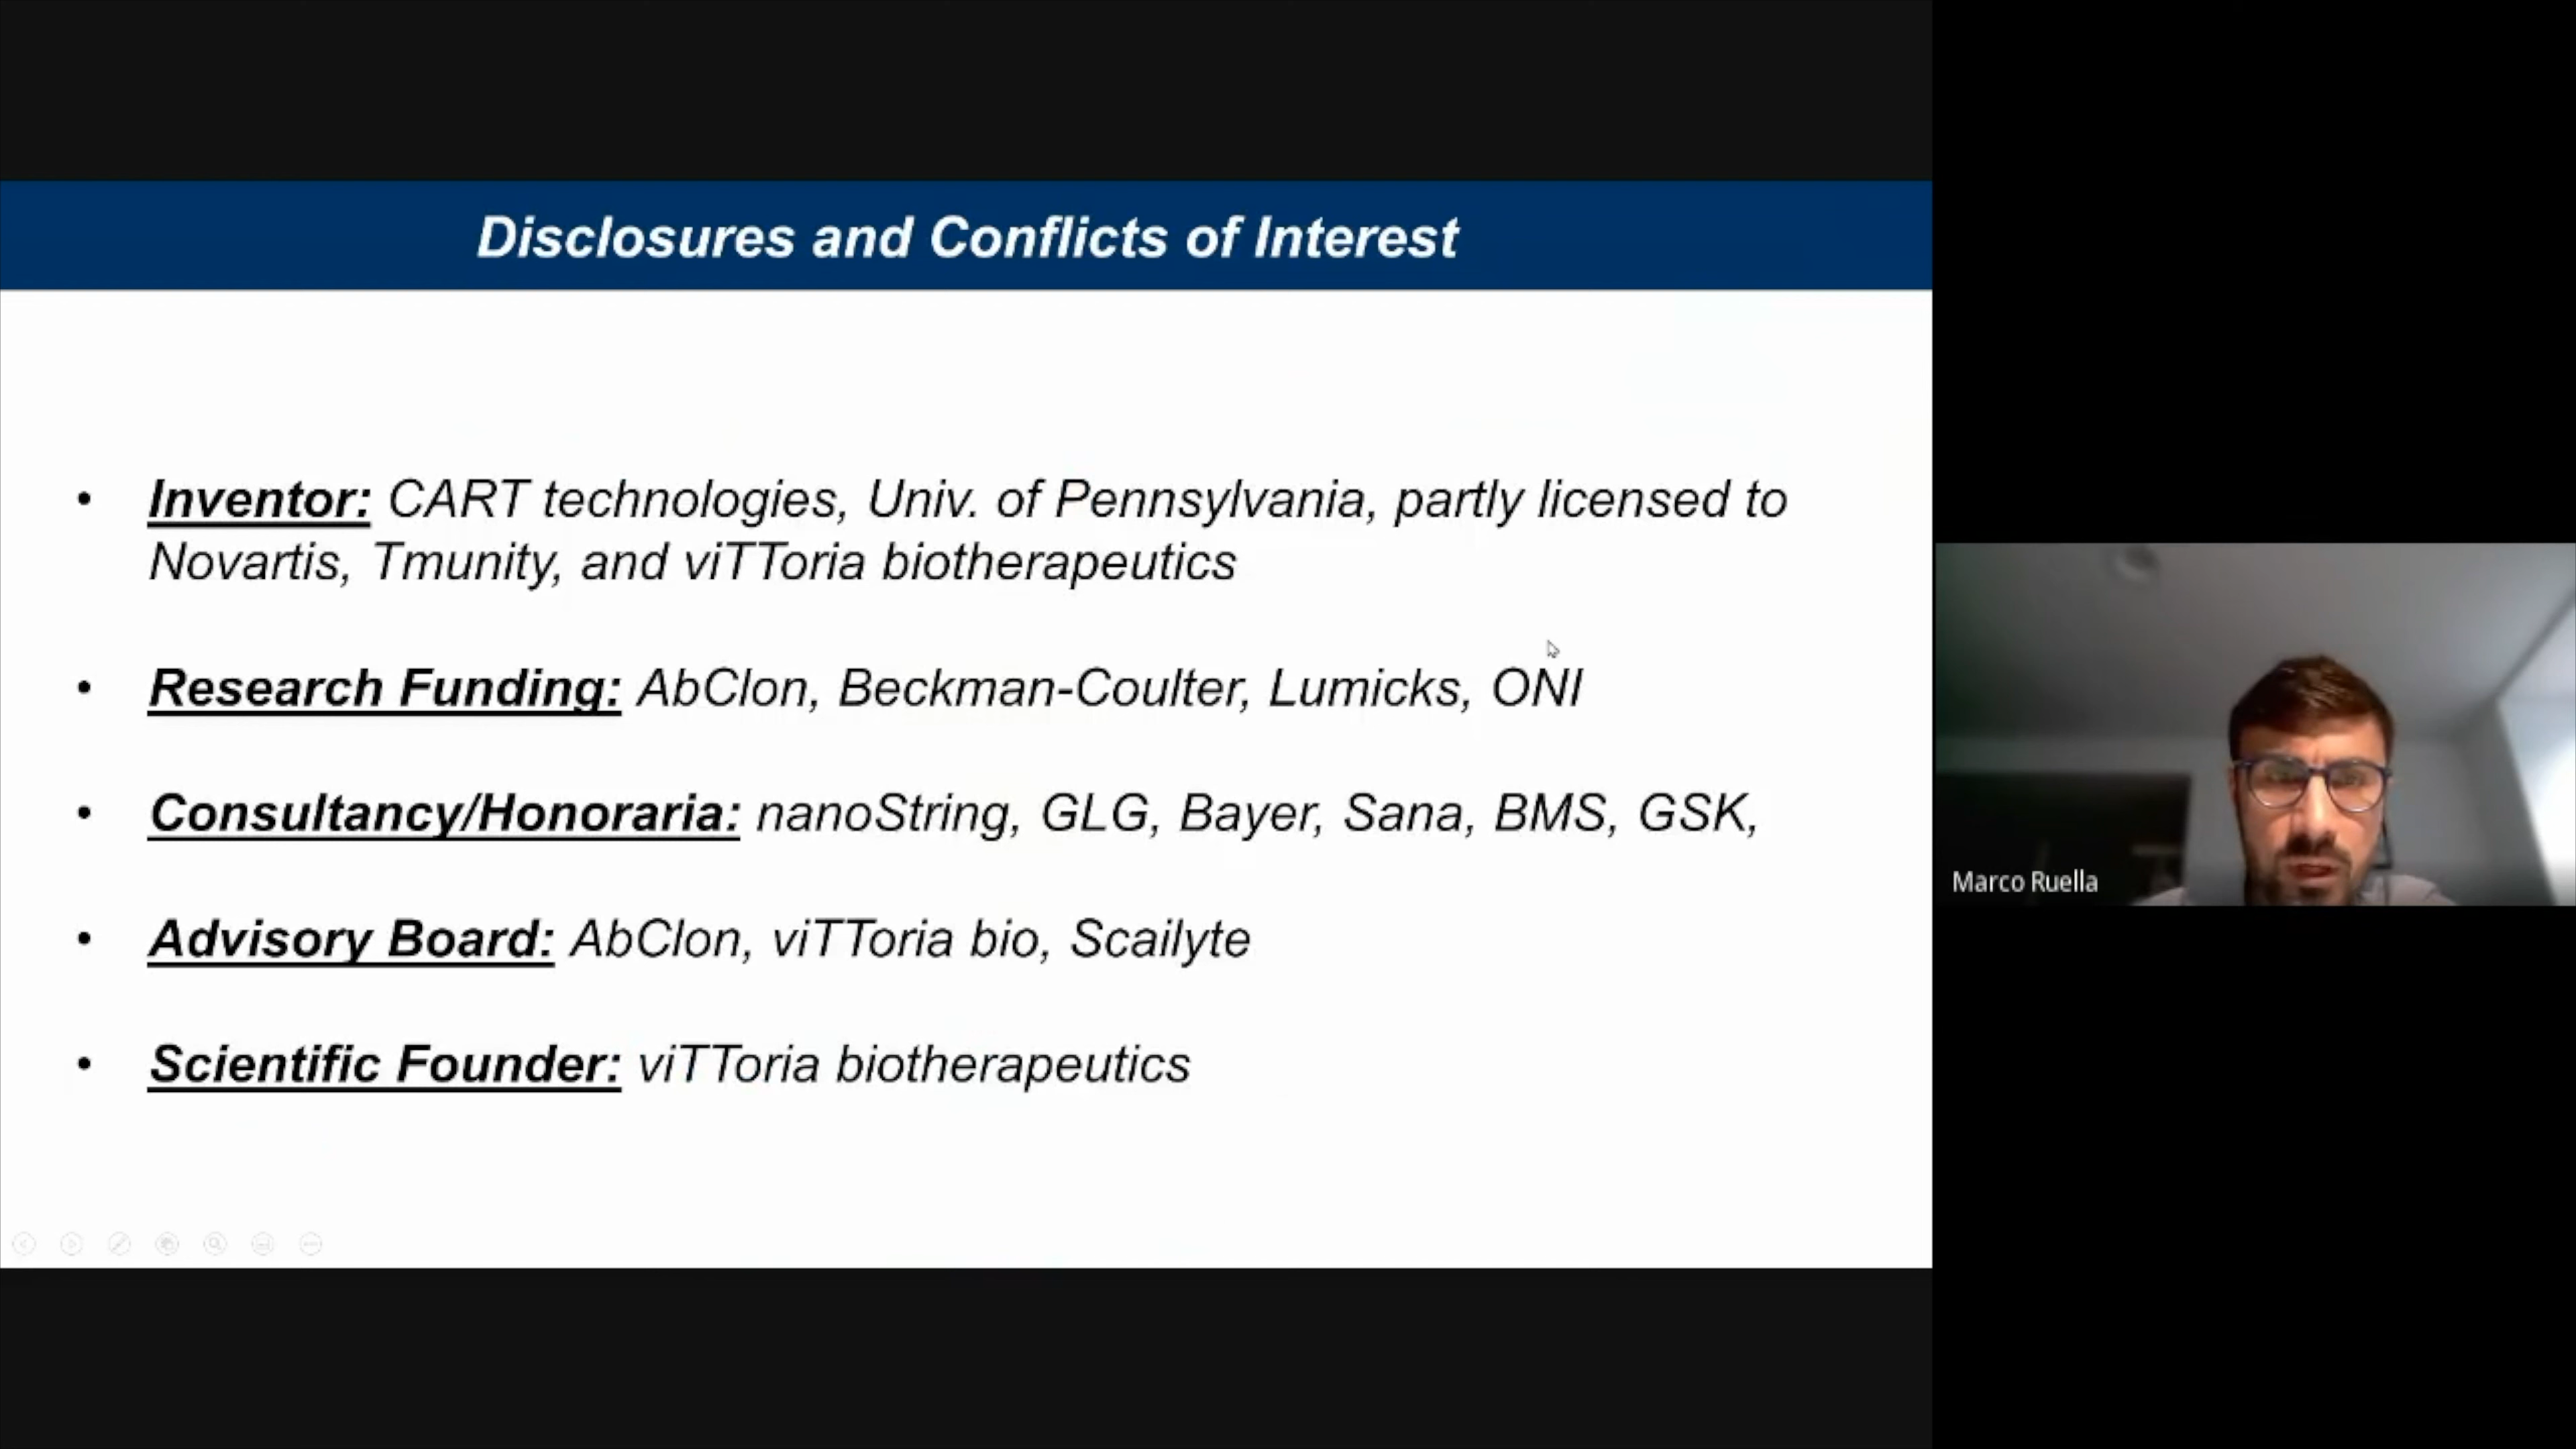 Disclosures and Conflicts of Interest
• Inventor: CART technologies, Univ. of Pennsylvania, partly licensed to
Novartis, Tmunity, and viTToria biotherapeutics
• Research Funding: AbClon, Beckman-Coulter, Lumicks, ONI
• Consultancy/Honoraria: nanoString, GLG, Bayer, Sana, BMS, GSK,
• Advisory Board: AbClon, viTToria bio, Scailyte
• Scientific Founder: viTToria biotherapeutics
Marco Ruella